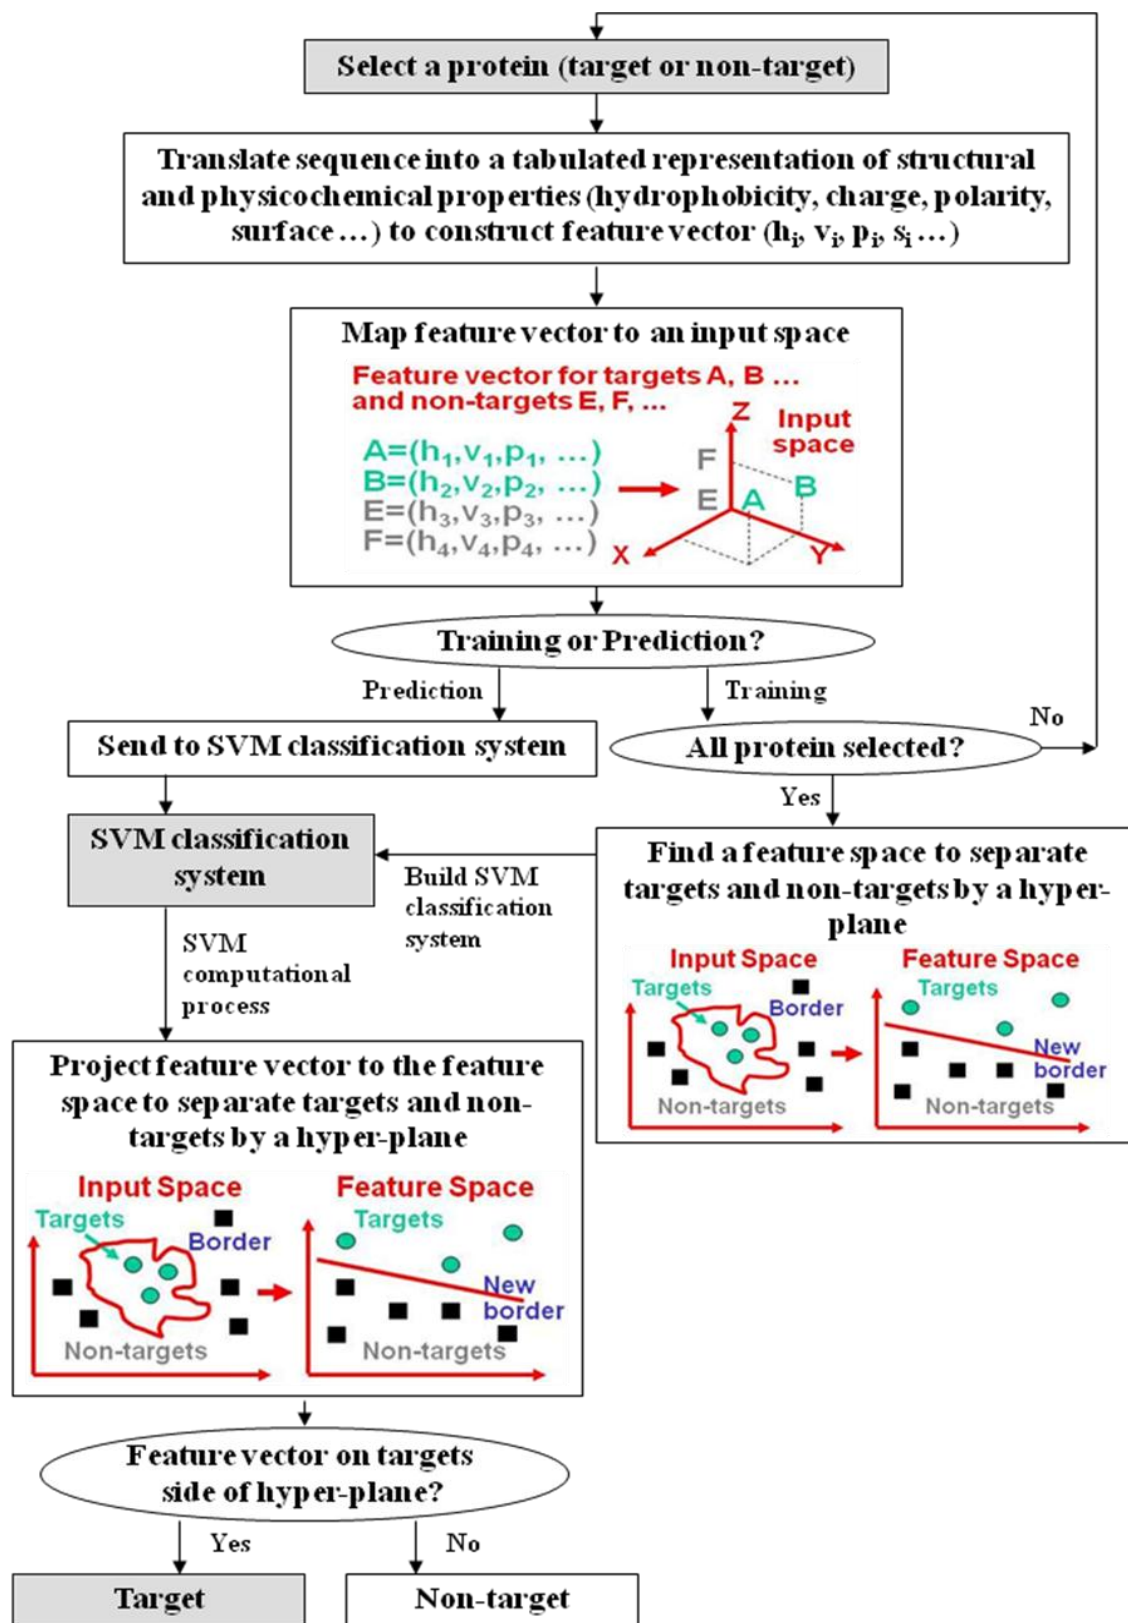 Select a protein (target or non-target)
Translate sequence into a tabulated representation of structural
and physicochemical properties (hydrophobicity, charge, polarity,
surface ...) to construct feature vector (hᵢ, vᵢ, pᵢ, sᵢ ...)
Map feature vector to an input space
Feature vector for targets A, B ...
and non-targets E, F, ...
A=(h₁,v₁,p₁, ...)
B=(h₂,v₂,p₂, ...)
E=(h₃,v₃,p₃, ...)
F=(h₄,v₄,p₄, ...)
Z
Input
space
F
B
E
A
X
Y
Training or Prediction?
Prediction
Training
Send to SVM classification system
All protein selected?
No
Yes
SVM classification
system
Build SVM
classification
system
Find a feature space to separate
targets and non-targets by a hyper-
plane
Input Space
Feature Space
Targets
Border
Targets
New
border
Non-targets
Non-targets
SVM
computational
process
Project feature vector to the feature
space to separate targets and non-
targets by a hyper-plane
Input Space
Feature Space
Targets
Border
Targets
New
border
Non-targets
Non-targets
Feature vector on targets
side of hyper-plane?
Yes
No
Target
Non-target